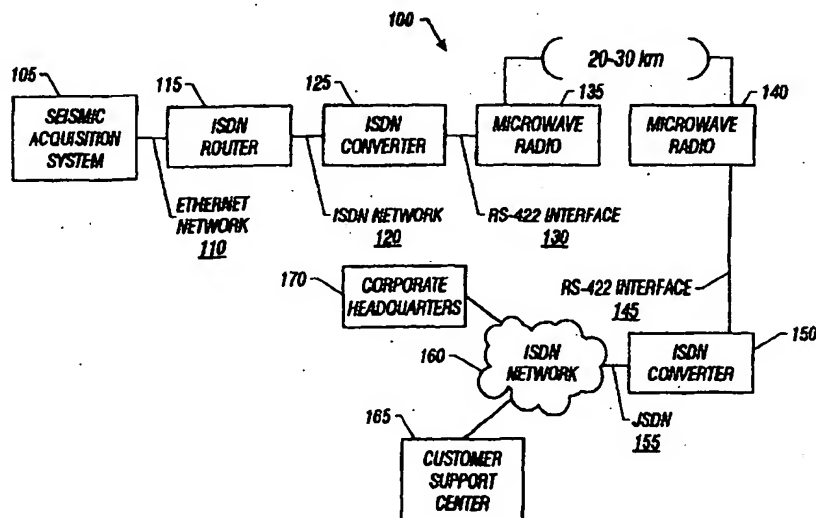 100
20-30 km
105
115
125
135
140
SEISMIC
ACQUISITION
SYSTEM
ISDN
ROUTER
ISDN
CONVERTER
MICROWAVE
RADIO
MICROWAVE
RADIO
ETHERNET
NETWORK
110
ISDN NETWORK
120
RS-422 INTERFACE
130
170
CORPORATE
HEADQUARTERS
RS-422 INTERFACE
145
160
ISDN
NETWORK
150
ISDN
CONVERTER
JSDN
155
165
CUSTOMER
SUPPORT
CENTER